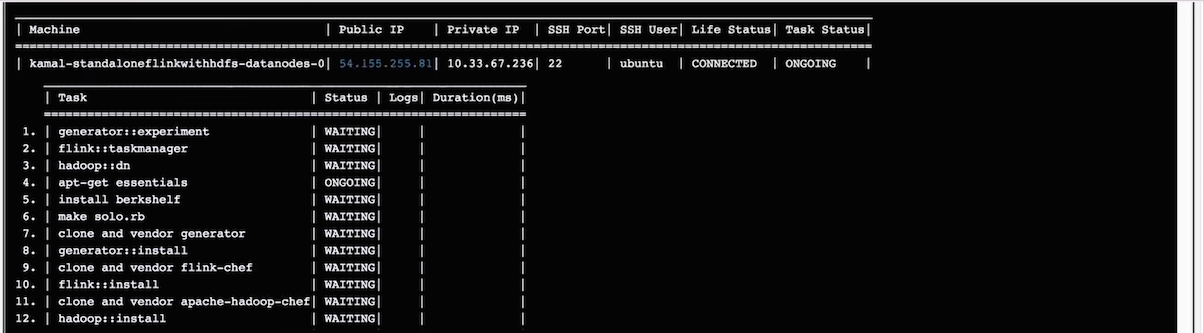 | Machine | Public IP | Private IP | SSH Port| SSH User| Life Status| Task Status|
| kamal-standaloneflinkwithhdfs-datanodes-0| 54.155.255.81| 10.33.67.236| 22 | ubuntu | CONNECTED | ONGOING |
| Task | Status | Logs| Duration(ms)|
1. | generator::experiment | WAITING| | |
2. | flink::taskmanager | WAITING| | |
3. | hadoop::dn | WAITING| | |
4. | apt-get essentials | ONGOING| | |
5. | install berkshelf | WAITING| | |
6. | make solo.rb | WAITING| | |
7. | clone and vendor generator | WAITING| | |
8. | generator::install | WAITING| | |
9. | clone and vendor flink-chef | WAITING| | |
10. | flink::install | WAITING| | |
11. | clone and vendor apache-hadoop-chef| WAITING| | |
12. | hadoop::install | WAITING| | |